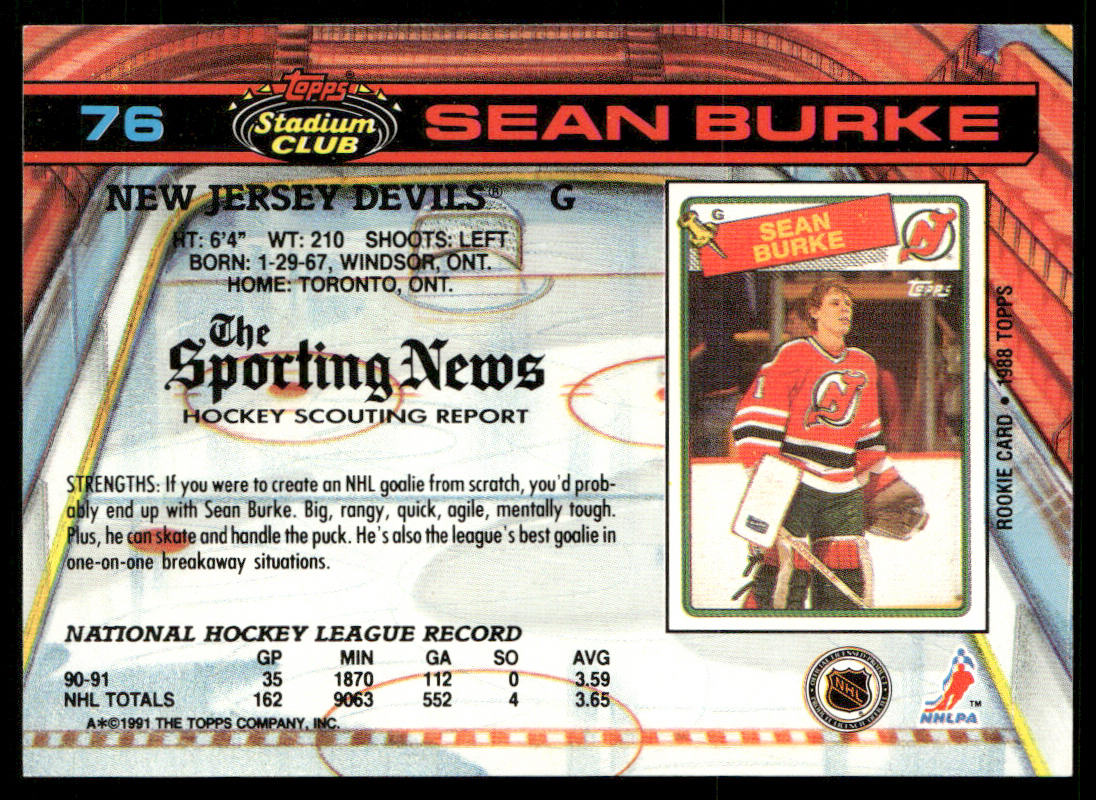 76
Topps®
Stadium
CLUB
SEAN BURKE
NEW JERSEY DEVILS® G
HT: 6'4" WT: 210 SHOOTS: LEFT
BORN: 1-29-67, WINDSOR, ONT.
HOME: TORONTO, ONT.
The
Sporting News
HOCKEY SCOUTING REPORT
STRENGTHS: If you were to create an NHL goalie from scratch, you'd prob-
ably end up with Sean Burke. Big, rangy, quick, agile, mentally tough.
Plus, he can skate and handle the puck. He's also the league's best goalie in
one-on-one breakaway situations.
G
SEAN
BURKE
TOPPS
1
ROOKIE CARD • 1988 TOPPS
NATIONAL HOCKEY LEAGUE RECORD
GP MIN GA SO AVG
90-91 35 1870 112 0 3.59
NHL TOTALS 162 9063 552 4 3.65
A*©1991 THE TOPPS COMPANY, INC.
NHL
NHLPA ™